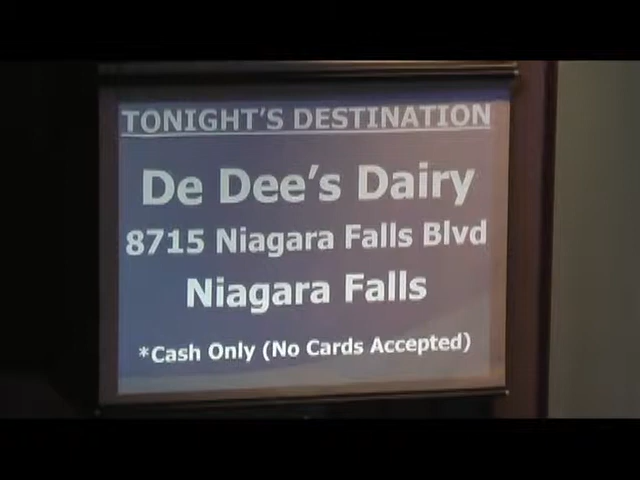 TONIGHT'S DESTINATION
De Dee's Dairy
8715 Niagara Falls Blvd
Niagara Falls
*Cash Only (No Cards Accepted)